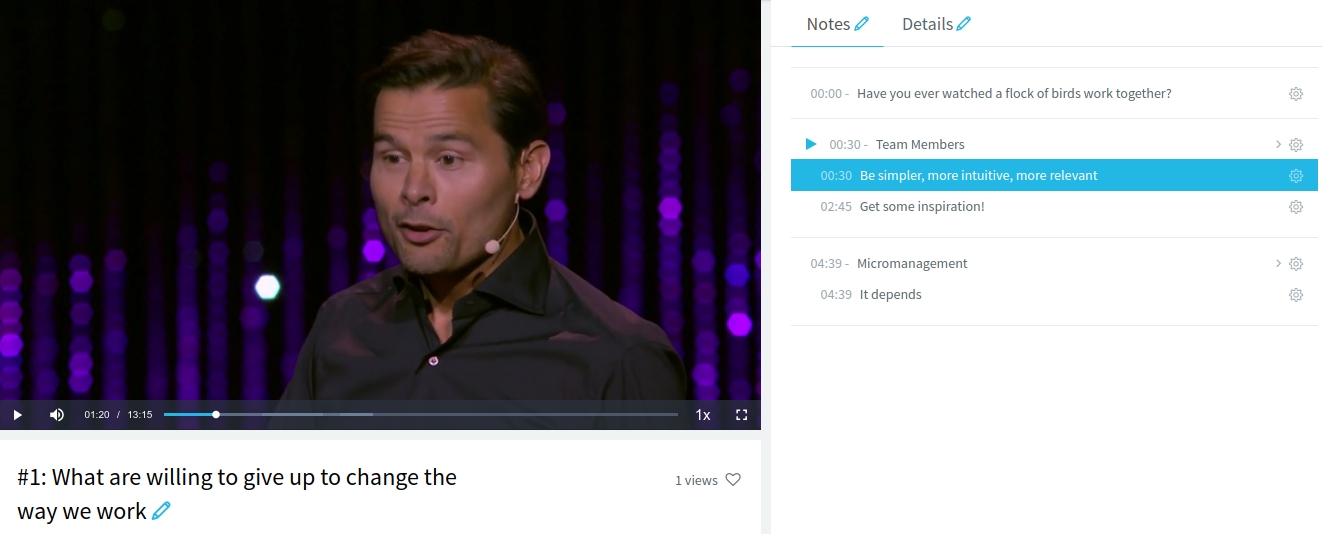 Notes Details
00:00 - Have you ever watched a flock of birds work together?
00:30 - Team Members
00:30 Be simpler, more intuitive, more relevant
02:45 Get some inspiration!
04:39 - Micromanagement
04:39 It depends
01:20 / 13:15 1x
#1: What are willing to give up to change the
way we work
1 views